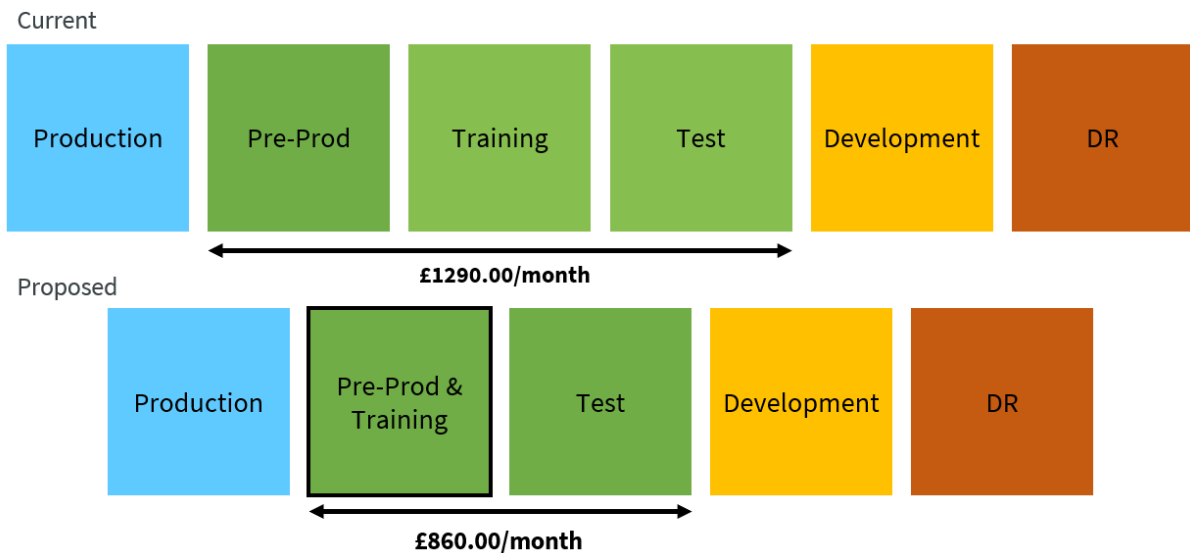 Current
Production
Pre-Prod
Training
Test
Development
DR
£1290.00/month
Proposed
Production
Pre-Prod &
Training
Test
Development
DR
£860.00/month